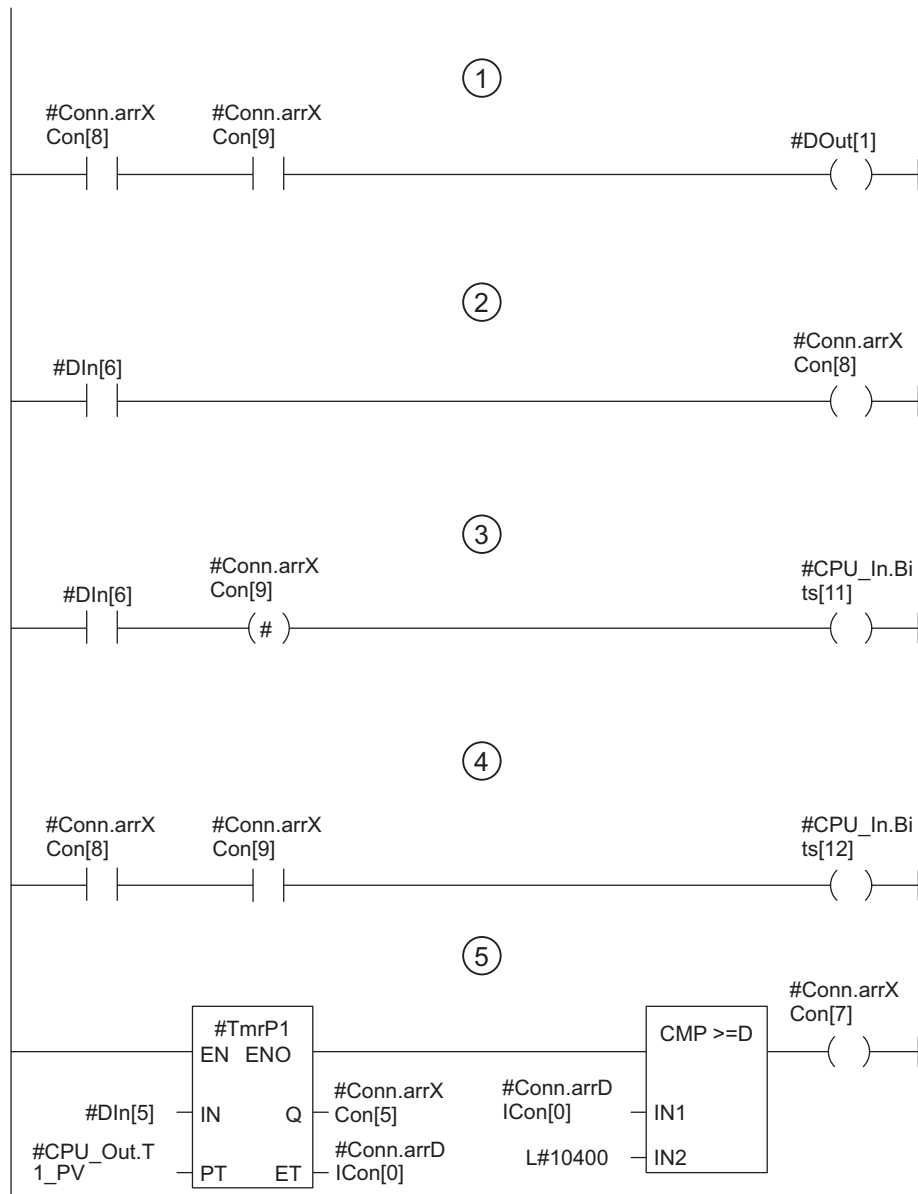 1
#Conn.arrX
Con[8]
#Conn.arrX
Con[9]
#DOut[1]
2
#DIn[6]
#Conn.arrX
Con[8]
3
#DIn[6]
#Conn.arrX
Con[9]
#
#CPU_In.Bi
ts[11]
4
#Conn.arrX
Con[8]
#Conn.arrX
Con[9]
#CPU_In.Bi
ts[12]
5
#TmrP1
EN ENO
#DIn[5]
IN
Q
#Conn.arrX
Con[5]
#CPU_Out.T
1_PV
PT
ET
#Conn.arrD
ICon[0]
CMP >=D
#Conn.arrD
ICon[0]
IN1
L#10400
IN2
#Conn.arrX
Con[7]